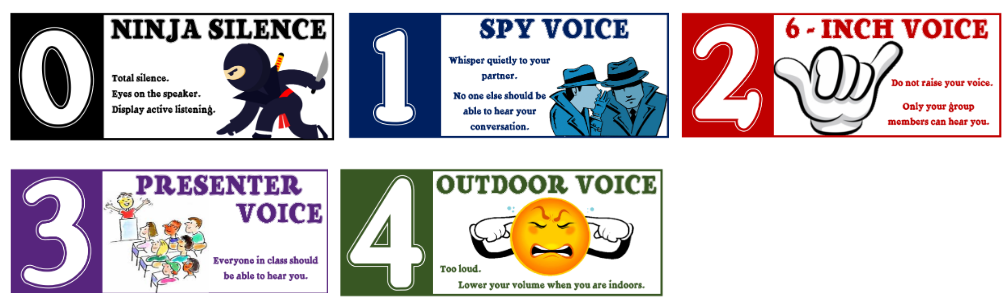 0
NINJA SILENCE
Total silence.
Eyes on the speaker.
Display active listening.
1
SPY VOICE
Whisper quietly to your
partner.
No one else should be
able to hear your
conversation.
2
6 - INCH VOICE
Do not raise your voice.
Only your group
members can hear you.
3
PRESENTER
VOICE
Everyone in class should
be able to hear you.
4
OUTDOOR VOICE
Too loud.
Lower your volume when you are indoors.